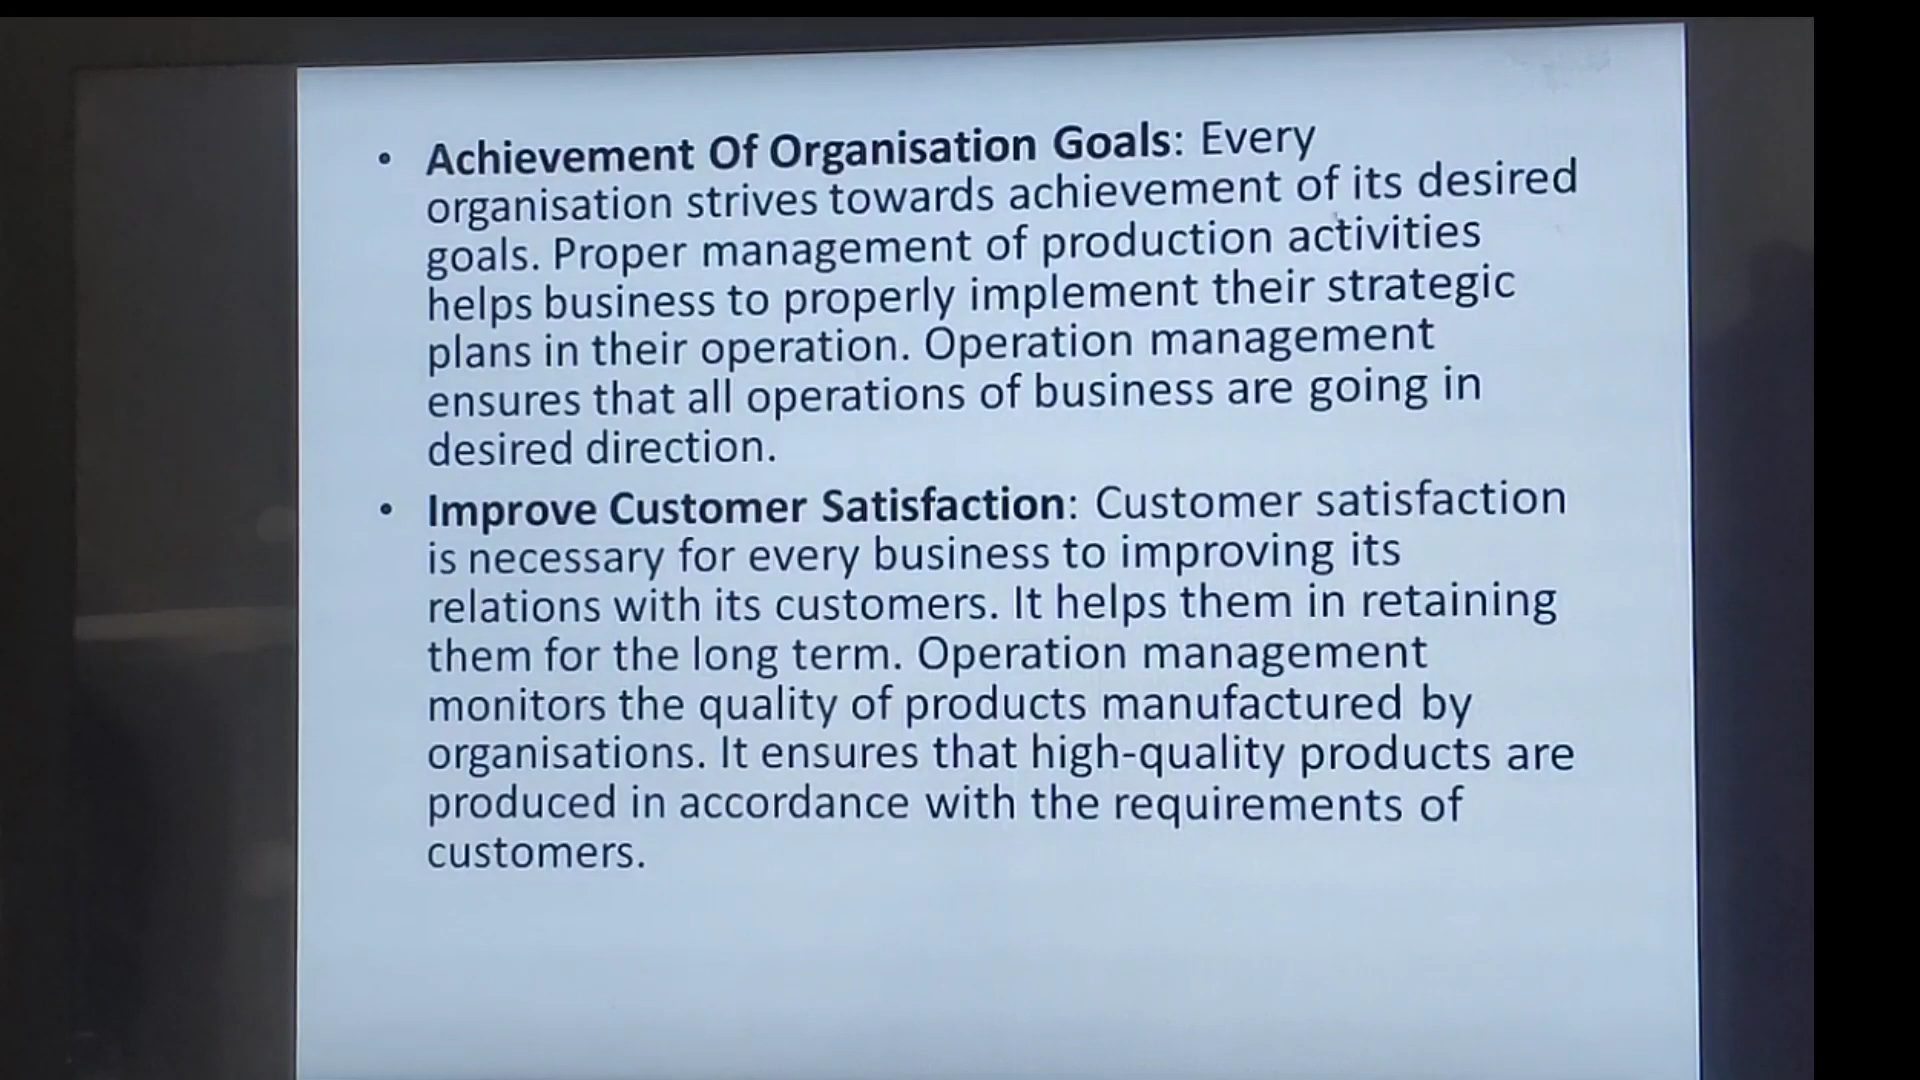 • Achievement Of Organisation Goals: Every
organisation strives towards achievement of its desired
goals. Proper management of production activities
helps business to properly implement their strategic
plans in their operation. Operation management
ensures that all operations of business are going in
desired direction.
• Improve Customer Satisfaction: Customer satisfaction
is necessary for every business to improving its
relations with its customers. It helps them in retaining
them for the long term. Operation management
monitors the quality of products manufactured by
organisations. It ensures that high-quality products are
produced in accordance with the requirements of
customers.